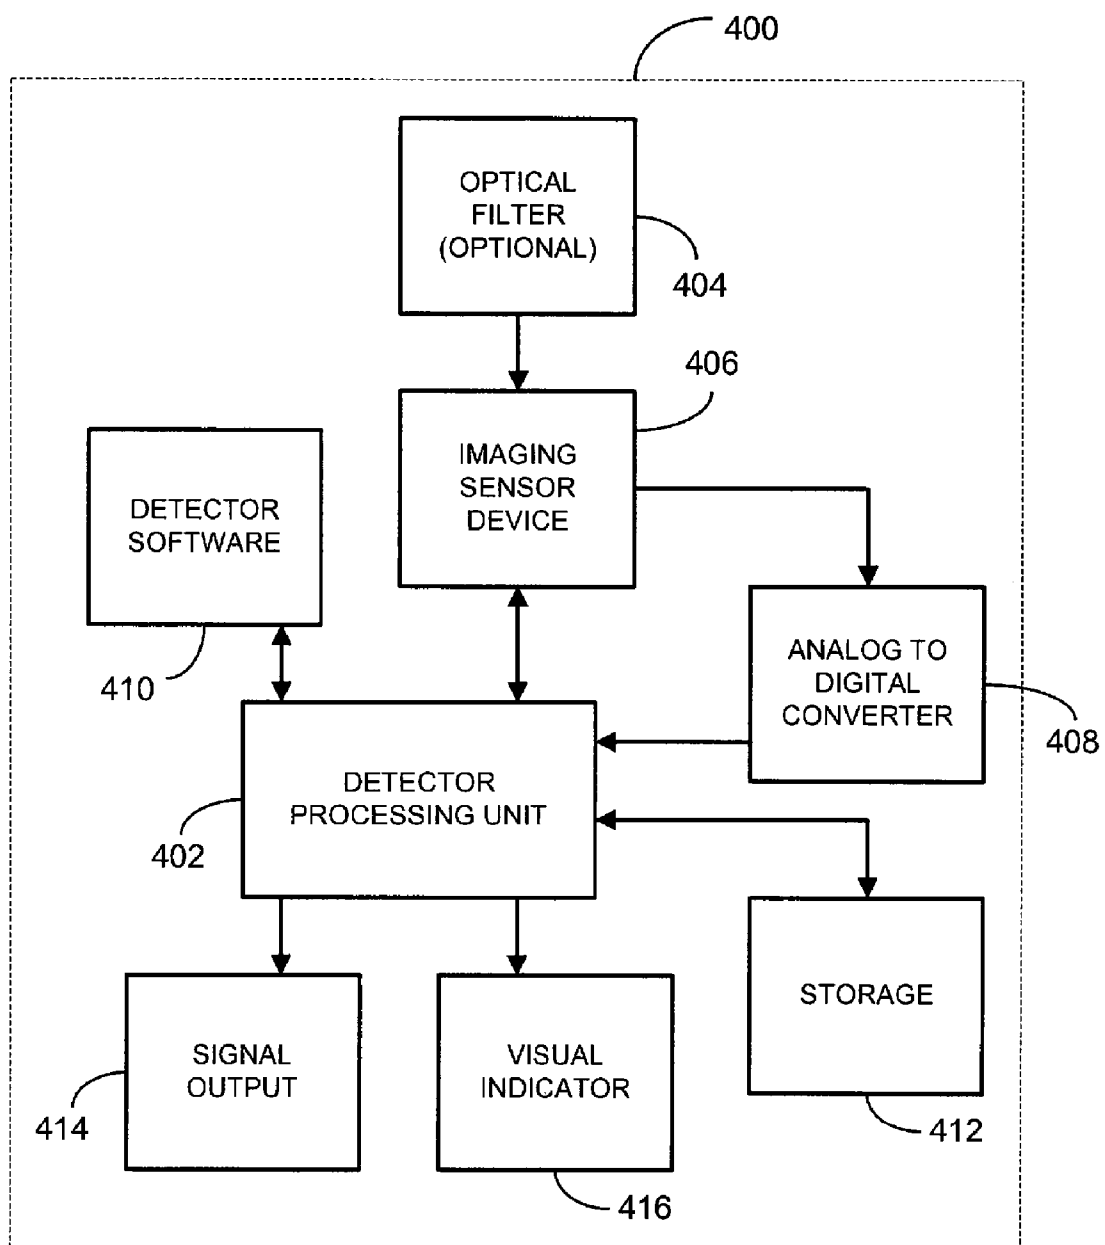 400
OPTICAL
FILTER
(OPTIONAL)
404
406
IMAGING
SENSOR
DEVICE
DETECTOR
SOFTWARE
410
ANALOG TO
DIGITAL
CONVERTER
408
DETECTOR
PROCESSING UNIT
402
STORAGE
412
SIGNAL
OUTPUT
414
VISUAL
INDICATOR
416